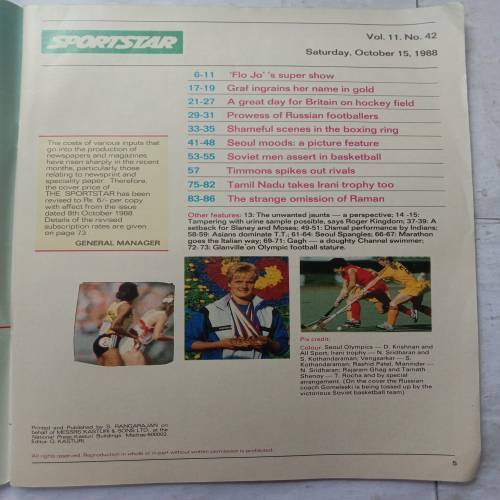 SPORTSTAR
Vol. 11. No. 42
Saturday, October 15, 1988
6-11 'Flo Jo' 's super show
17-19 Graf ingrains her name in gold
21-27 A great day for Britain on hockey field
29-31 Prowess of Russian footballers
33-35 Shameful scenes in the boxing ring
41-48 Seoul moods: a picture feature
53-55 Soviet men assert in basketball
57 Timmons spikes out rivals
75-82 Tamil Nadu takes Irani trophy too
83-86 The strange omission of Raman
The costs of various inputs that
go into the production of
newspapers and magazines
have risen sharply in the recent
months, particularly those
relating to newsprint and
speciality paper. Therefore,
the cover price of
THE SPORTSTAR has been
revised to Rs. 6/- per copy
with effect from the issue
dated 8th October 1988.
Details of the revised
subscription rates are given
on page 73.
GENERAL MANAGER
Other features: 13: The unwanted jaunts — a perspective; 14 -15:
Tampering with urine sample possible, says Roger Kingdom; 37-39: A
setback for Blaney and Moses; 49-51: Dismal performance by Indians;
58-59: Asians dominate T.T.; 61-64: Seoul Spangles; 66-67: Marathon
goes the Italian way; 69-71: Gagh — a doughty Channel swimmer;
72-73: Glanville on Olympic football stature.
Pix credit:
Colour: Seoul Olympics — D. Krishnan and
All Sport, Irani trophy — N. Sridharan and
S. Kothandaraman; Vengsarkar — S.
Kothandaraman, Rashid Patel, Maninder —
N. Sridharan; Rajaram Ghag and Tarnath
Shenoy — T. Rocha and by special
arrangement. (On the cover the Russian
coach Gomelsski is being tossed up by the
victorious Soviet basketball team)
Printed and Published by S. RANGARAJAN on
behalf of MESSRS KASTURI & SONS LTD., at the
National Press Kasturi Buildings, Madras-600002.
Editor G. KASTURI.
All rights reserved. Reproduction in whole or in part without written permission is prohibited.
5